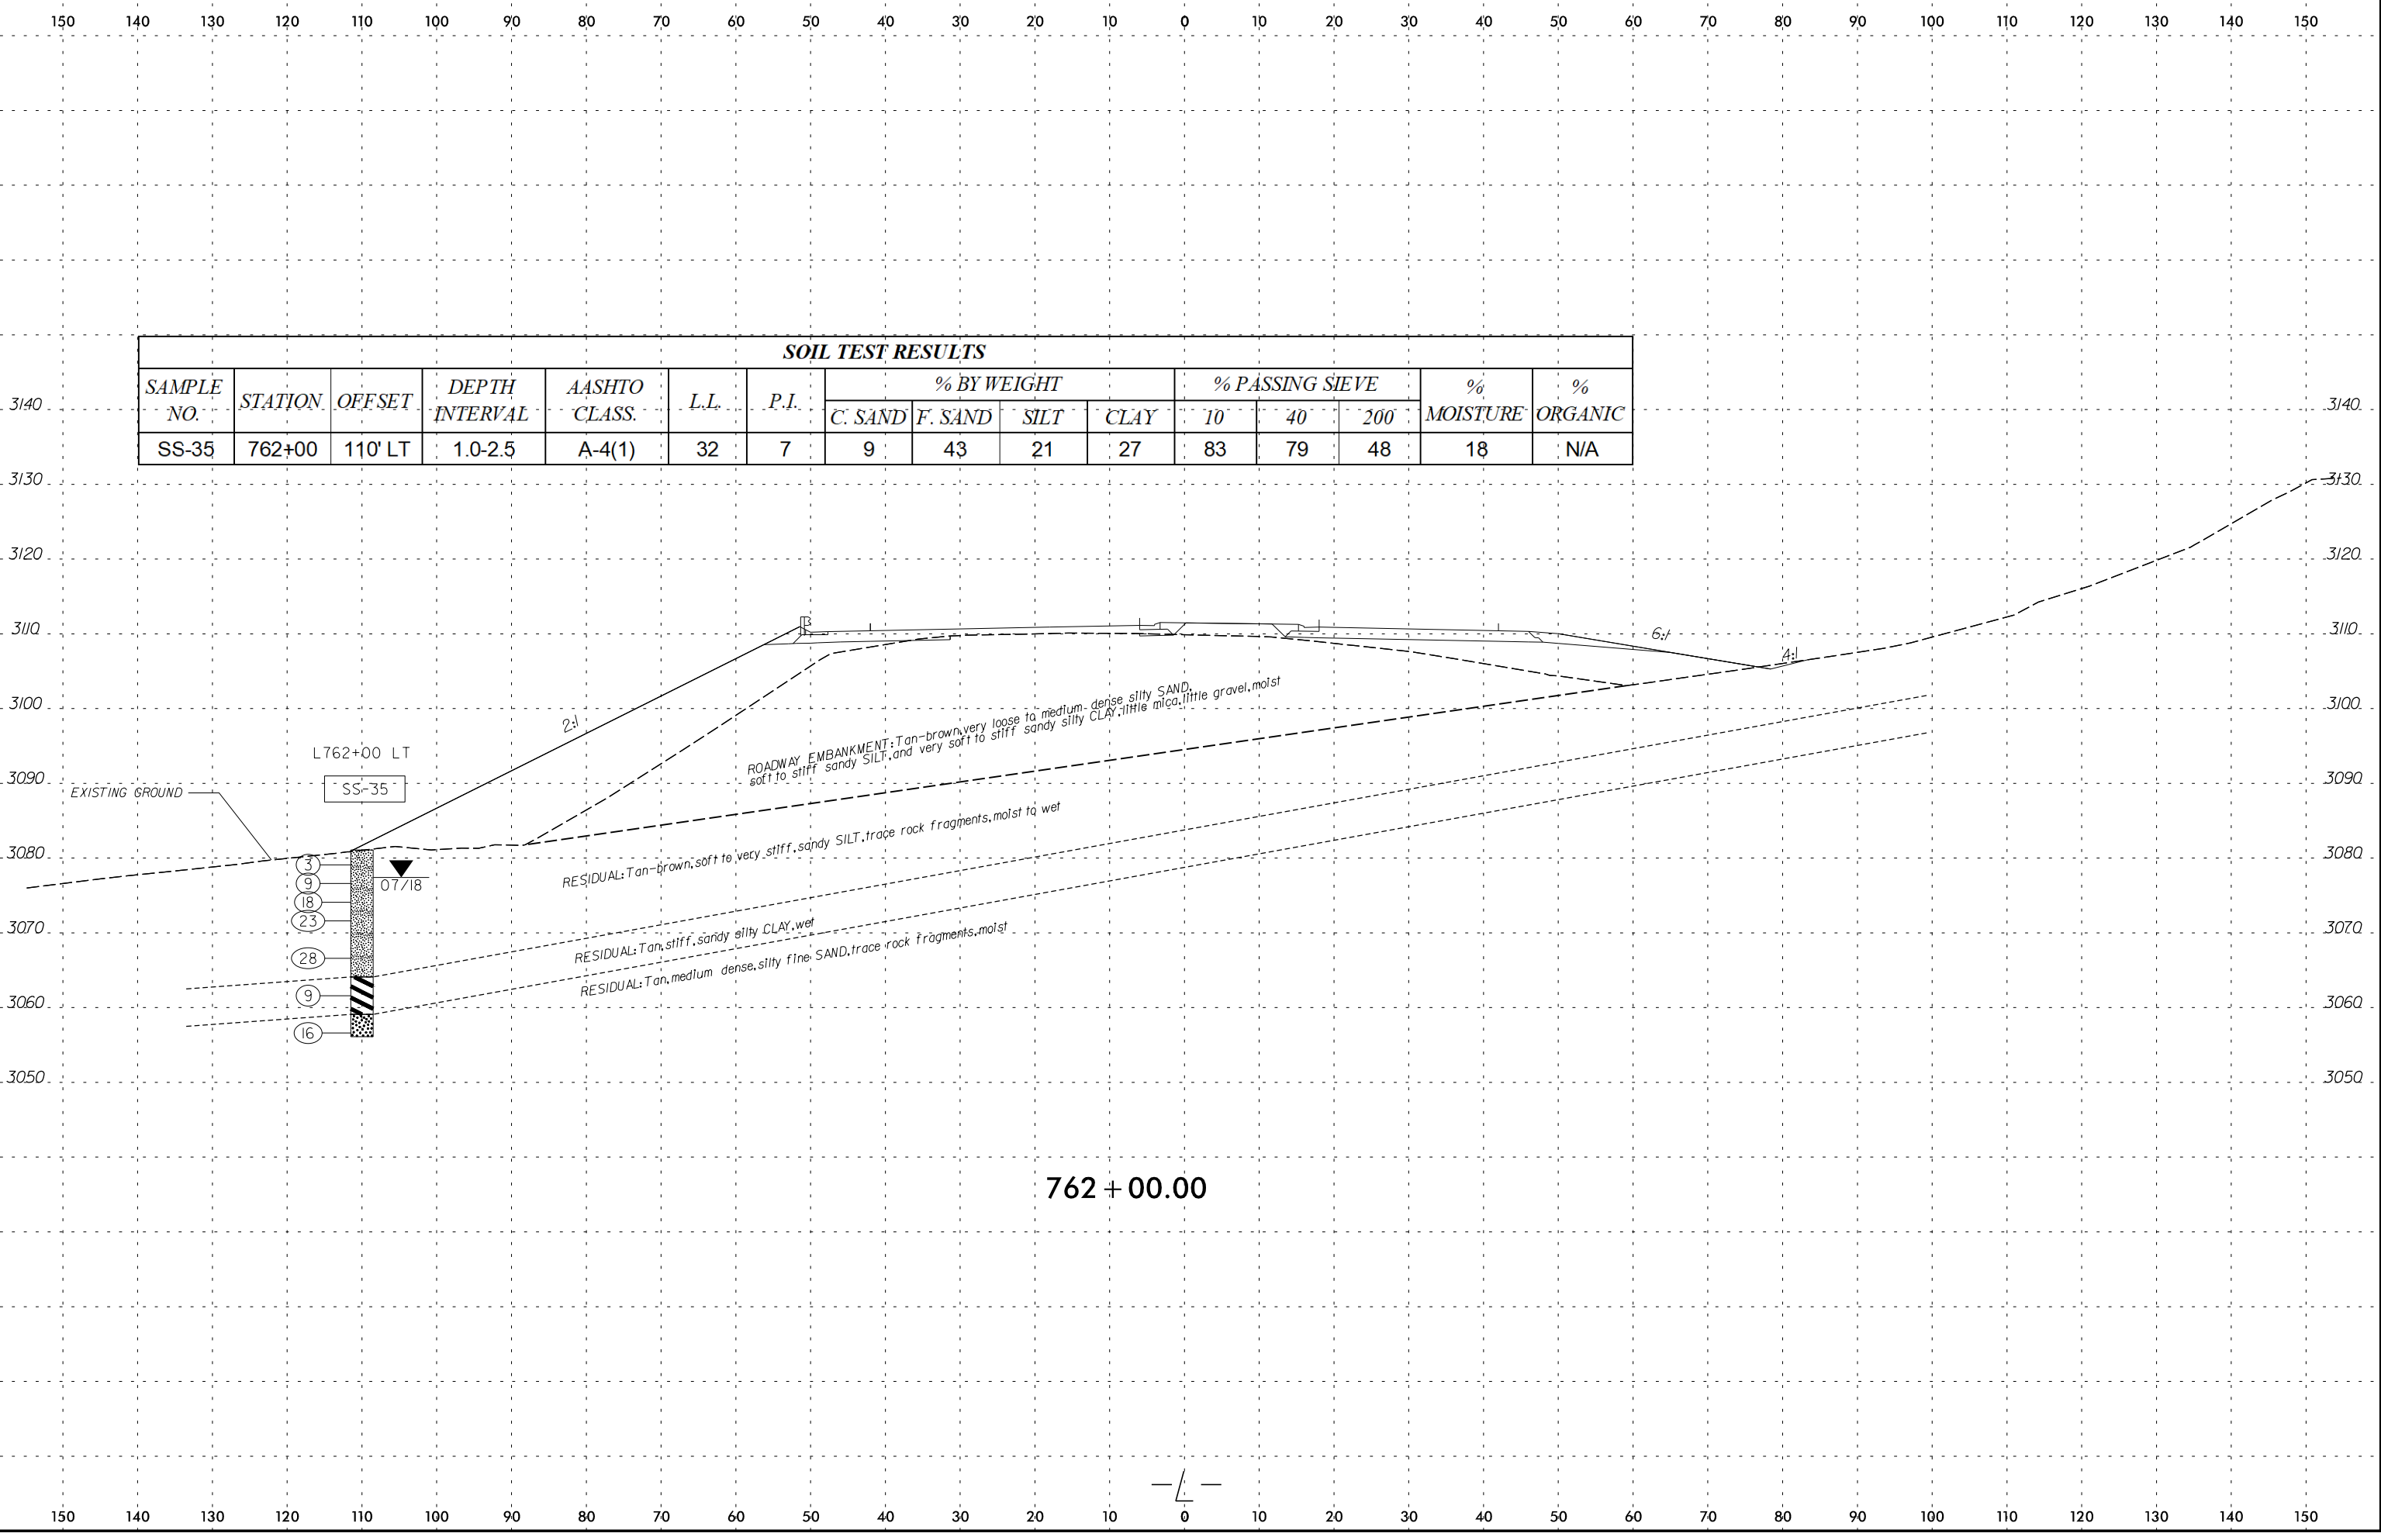 150 140 130 120 110 100 90 80 70 60 50 40 30 20 10 0 10 20 30 40 50 60 70 80 90 100 110 120 130 140 150
SOIL TEST RESULTS
SAMPLE NO. STATION OFFSET DEPTH INTERVAL AASHTO CLASS. L.L. P.I. % BY WEIGHT % PASSING SIEVE % MOISTURE % ORGANIC
C. SAND F. SAND SILT CLAY 10 40 200
SS-35 762+00 110' LT 1.0-2.5 A-4(1) 32 7 9 43 21 27 83 79 48 18 N/A
3140 3140
3130 3130
3120 3120
3110 3110
6:1
4:1
3100 3100
2:1
ROADWAY EMBANKMENT: Tan-brown, very loose to medium dense silty SAND,
soft to stiff sandy SILT, and very soft to stiff sandy silty CLAY, little mica, little gravel, moist
L762+00 LT
3090 3090
SS-35
EXISTING GROUND
RESIDUAL: Tan-brown, soft to very stiff, sandy SILT, trace rock fragments, moist to wet
3080 3080
3
9
07/18
18
23
3070 3070
RESIDUAL: Tan, stiff, sandy silty CLAY, wet
28
RESIDUAL: Tan, medium dense, silty fine SAND, trace rock fragments, moist
9
3060 3060
16
3050 3050
762+00.00
-L-
150 140 130 120 110 100 90 80 70 60 50 40 30 20 10 0 10 20 30 40 50 60 70 80 90 100 110 120 130 140 150